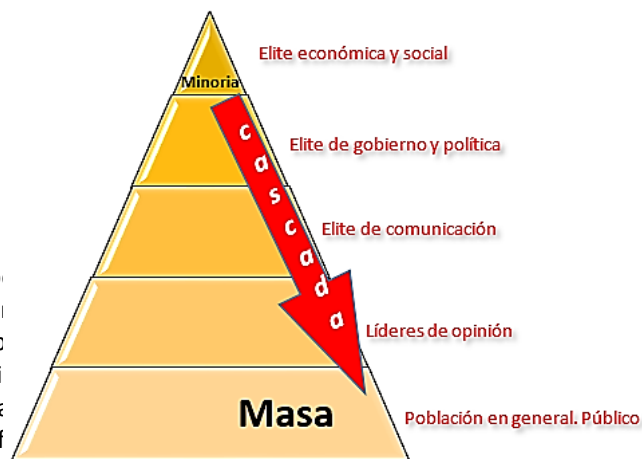 Elite económica y social
Minoria
Elite de gobierno y política
cascada
Elite de comunicación
Líderes de opinión
Masa
Población en general. Público